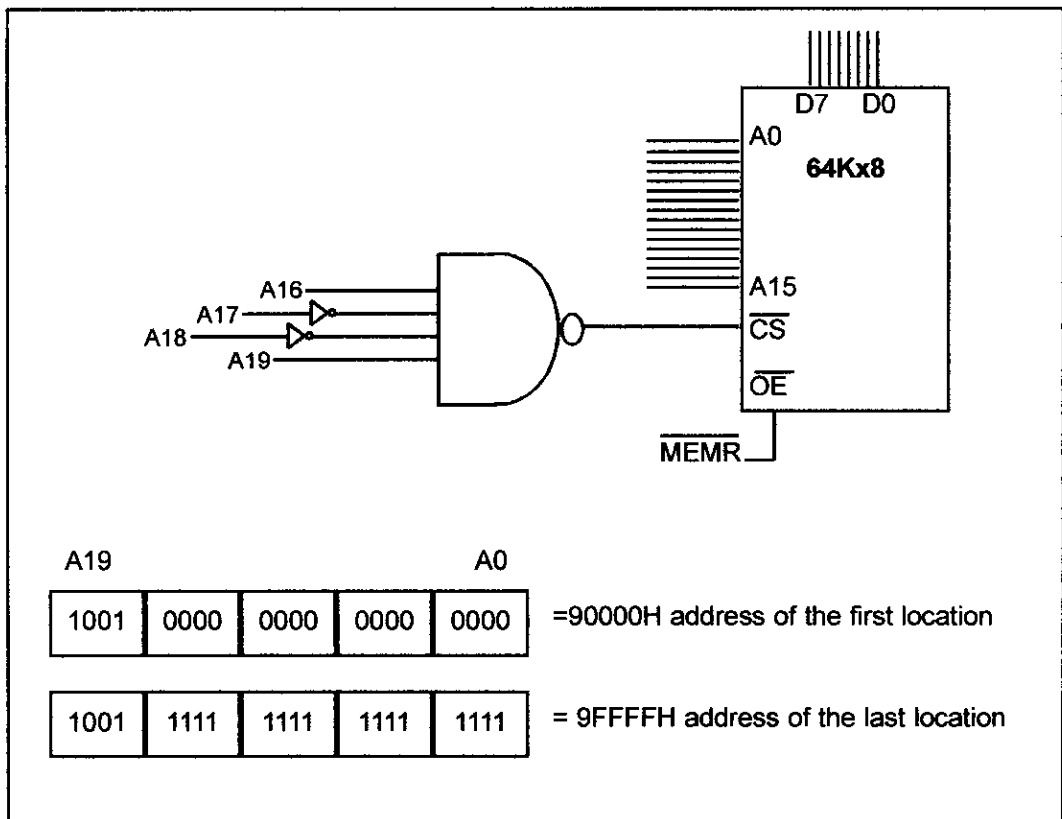 D7 D0
A0
64Kx8
A16
A17
A18
A19
A15
CS
OE
MEMR
A19 A0
1001 0000 0000 0000 0000 =90000H address of the first location
1001 1111 1111 1111 1111 = 9FFFFH address of the last location